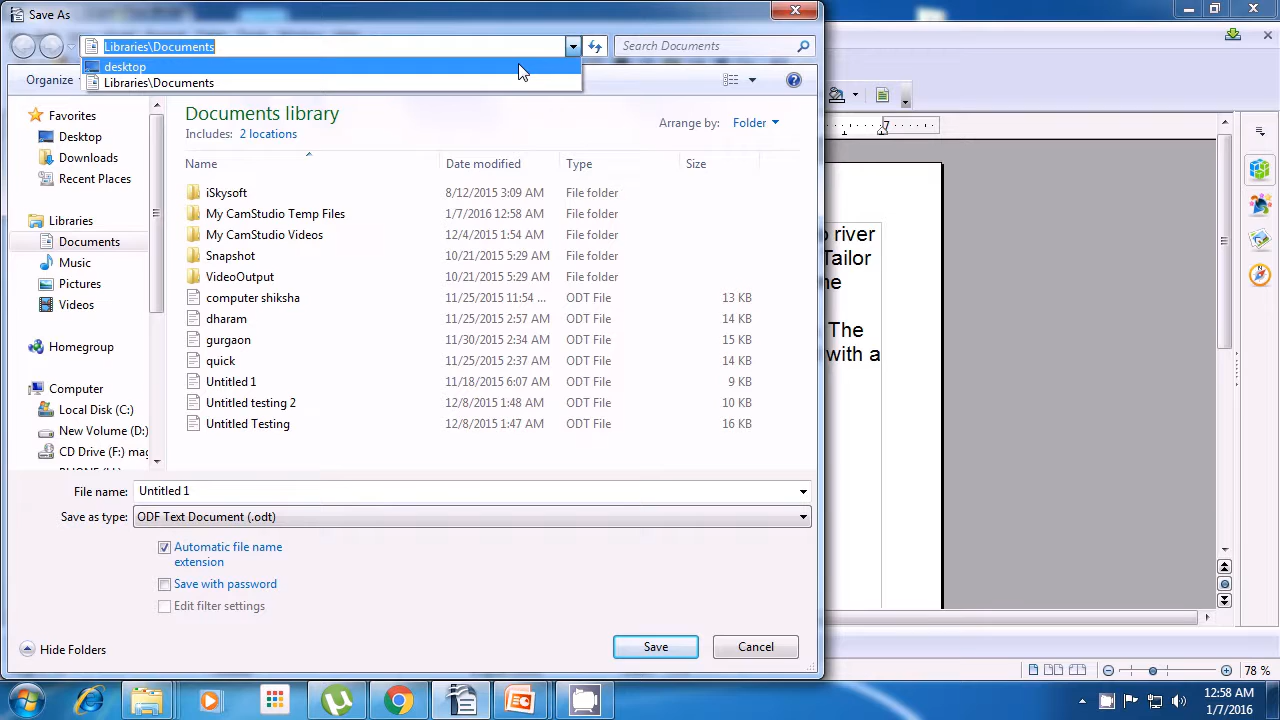 Save As
Libraries\Documents
Search Documents
desktop
Libraries\Documents
Organize
Favorites
Desktop
Downloads
Recent Places
Libraries
Documents
Music
Pictures
Videos
Homegroup
Computer
Local Disk (C:)
New Volume (D:)
CD Drive (F:) mag
Documents library
Includes: 2 locations
Arrange by: Folder
Name Date modified Type Size
iSkysoft 8/12/2015 3:09 AM File folder
My CamStudio Temp Files 1/7/2016 12:58 AM File folder
My CamStudio Videos 12/4/2015 1:54 AM File folder
Snapshot 10/21/2015 5:29 AM File folder
VideoOutput 10/21/2015 5:29 AM File folder
computer shiksha 11/25/2015 11:54 ... ODT File 13 KB
dharam 11/25/2015 2:57 AM ODT File 14 KB
gurgaon 11/30/2015 2:34 AM ODT File 15 KB
quick 11/25/2015 2:37 AM ODT File 14 KB
Untitled 1 11/18/2015 6:07 AM ODT File 9 KB
Untitled testing 2 12/8/2015 1:48 AM ODT File 10 KB
Untitled Testing 12/8/2015 1:47 AM ODT File 16 KB
File name: Untitled 1
Save as type: ODF Text Document (.odt)
Automatic file name
extension
Save with password
Edit filter settings
Hide Folders
Save
Cancel
river
Tailor
The
with a
7
78 %
12:58 AM
1/7/2016